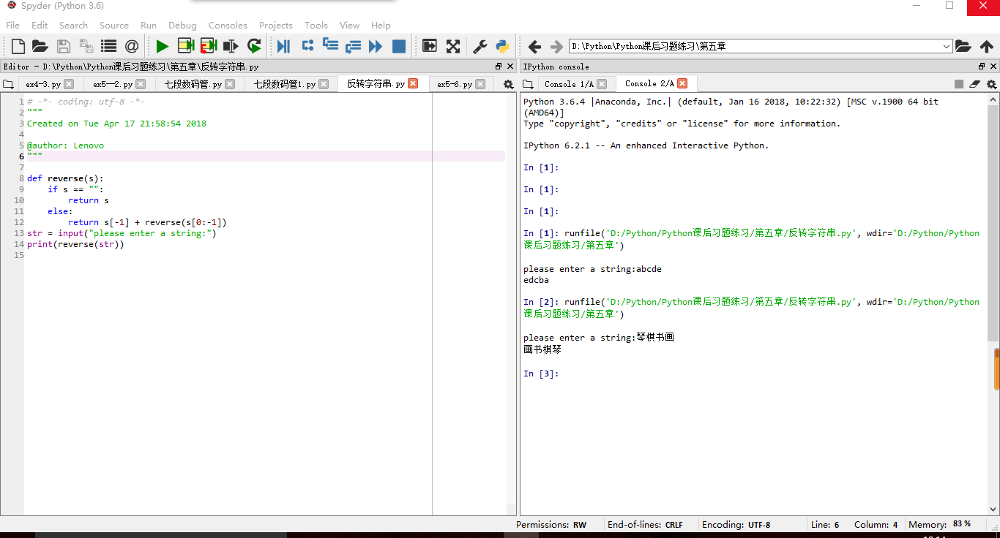 Spyder (Python 3.6)
File Edit Search Source Run Debug Consoles Projects Tools View Help
D:\Python\Python课后习题练习\第五章
Editor - D:\Python\Python课后习题练习\第五章\反转字符串.py
ex4-3.py ex5--2.py 七段数码管.py 七段数码管1.py 反转字符串.py ex5-6.py
1 # -*- coding: utf-8 -*-
2 """
3 Created on Tue Apr 17 21:58:54 2018
4
5 @author: Lenovo
6 """
7
8 def reverse(s):
9     if s == "":
10         return s
11     else:
12         return s[-1] + reverse(s[0:-1])
13 str = input("please enter a string:")
14 print(reverse(str))
15
IPython console
Console 1/A Console 2/A
Python 3.6.4 |Anaconda, Inc.| (default, Jan 16 2018, 10:22:32) [MSC v.1900 64 bit
(AMD64)]
Type "copyright", "credits" or "license" for more information.
IPython 6.2.1 -- An enhanced Interactive Python.
In [1]:
In [1]:
In [1]:
In [1]: runfile('D:/Python/Python课后习题练习/第五章/反转字符串.py', wdir='D:/Python/Python
课后习题练习/第五章')
please enter a string:abcde
edcba
In [2]: runfile('D:/Python/Python课后习题练习/第五章/反转字符串.py', wdir='D:/Python/Python
课后习题练习/第五章')
please enter a string:琴棋书画
画书棋琴
In [3]:
Permissions: RW End-of-lines: CRLF Encoding: UTF-8 Line: 6 Column: 4 Memory: 83 %